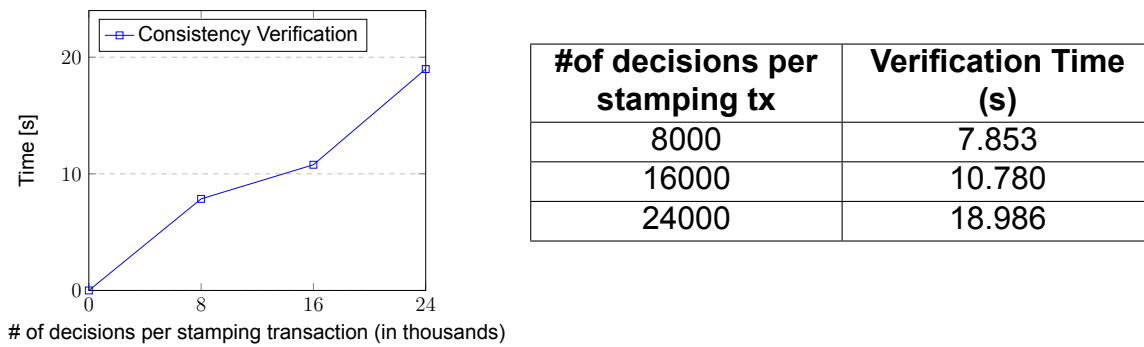 Consistency Verification
20
10
0
Time [s]
0 8 16 24
# of decisions per stamping transaction (in thousands)
#of decisions per stamping tx Verification Time (s)
8000 7.853
16000 10.780
24000 18.986